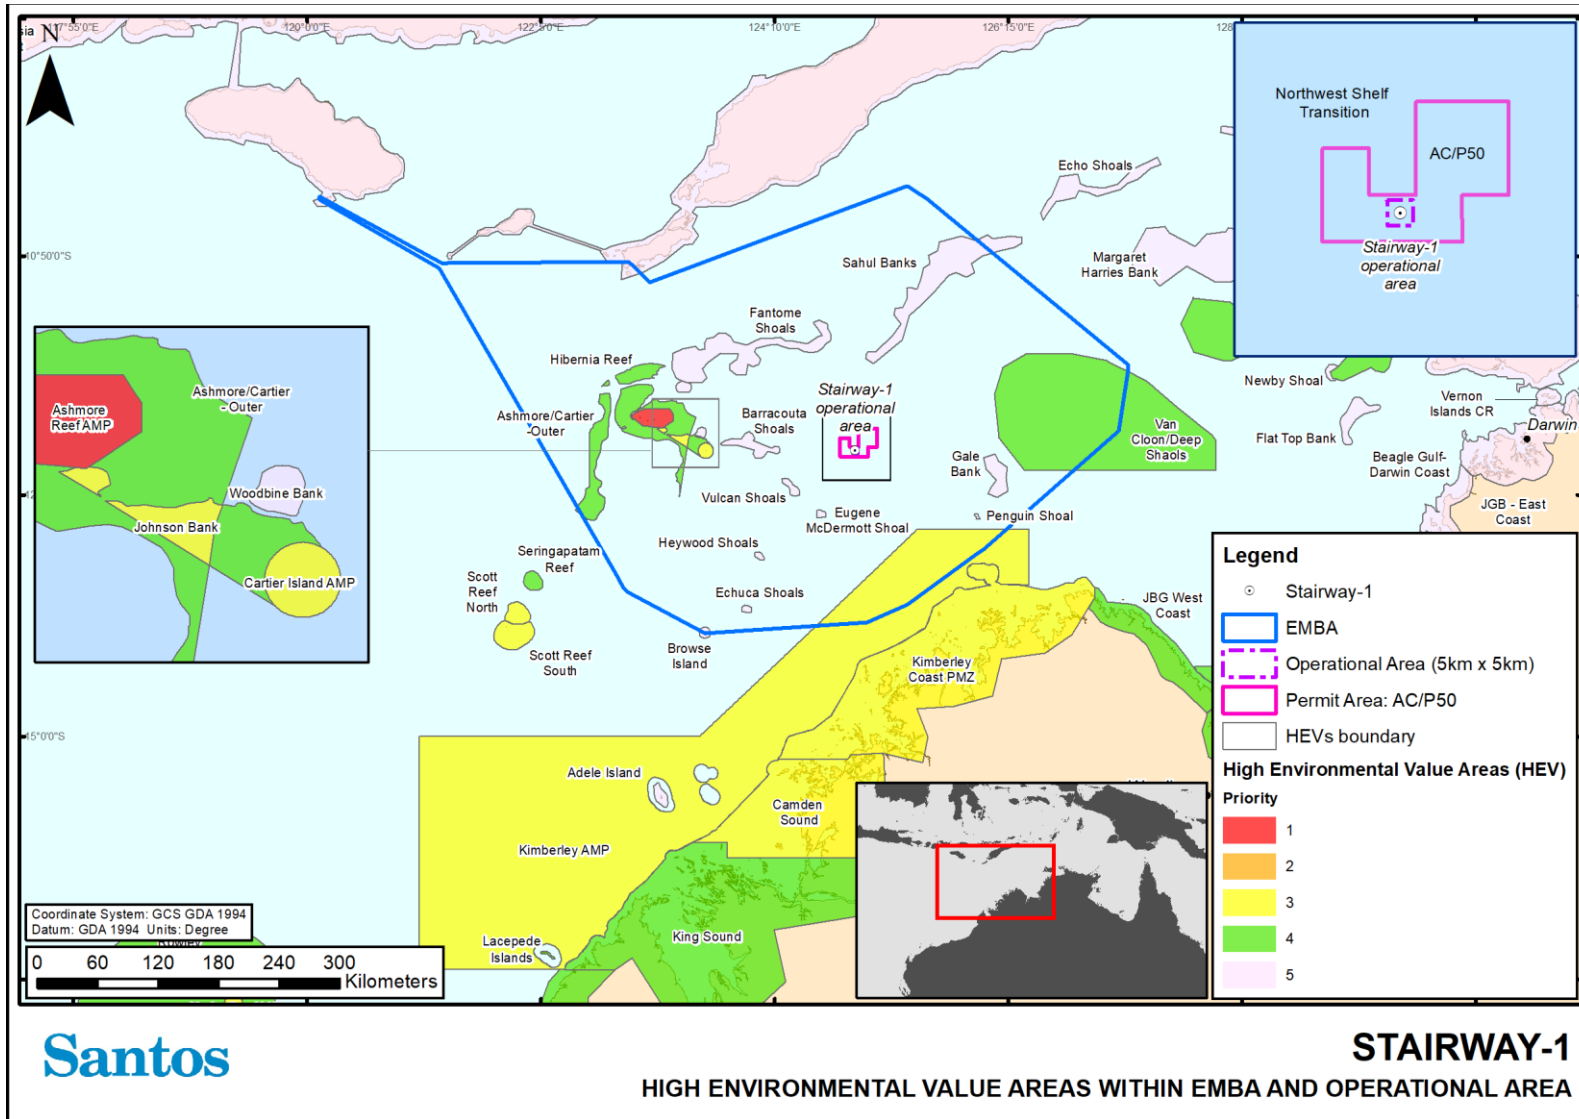 117°55'0"E
120°0'0"E
122°5'0"E
124°10'0"E
126°15'0"E
128
sia
N
10°50'0"S
12
15°0'0"S
Echo Shoals
Sahul Banks
Margaret
Harries Bank
Fantome
Shoals
Hibernia Reef
Ashmore/Cartier
-Outer
Barracouta
Shoals
Stairway-1
operational
area
Van
Cloon/Deep
Shaols
Gale
Bank
Vulcan Shoals
Eugene
McDermott Shoal
Penguin Shoal
Heywood Shoals
Seringapatam
Reef
Scott
Reef
North
Echuca Shoals
Scott Reef
South
Browse
Island
Kimberley
Coast PMZ
JBG West
Coast
Adele Island
Camden
Sound
Kimberley AMP
King Sound
Lacepede
Islands
Rowley
Newby Shoal
Vernon
Islands CR
Flat Top Bank
Darwin
Beagle Gulf-
Darwin Coast
JGB - East
Coast
Ashmore
Reef AMP
Ashmore/Cartier
-Outer
Woodbine Bank
Johnson Bank
Cartier Island AMP
Northwest Shelf
Transition
AC/P50
Stairway-1
operational
area
Legend
Stairway-1
EMBA
Operational Area (5km x 5km)
Permit Area: AC/P50
HEVs boundary
High Environmental Value Areas (HEV)
Priority
1
2
3
4
5
Coordinate System: GCS GDA 1994
Datum: GDA 1994 Units: Degree
0 60 120 180 240 300
Kilometers
Santos
STAIRWAY-1
HIGH ENVIRONMENTAL VALUE AREAS WITHIN EMBA AND OPERATIONAL AREA